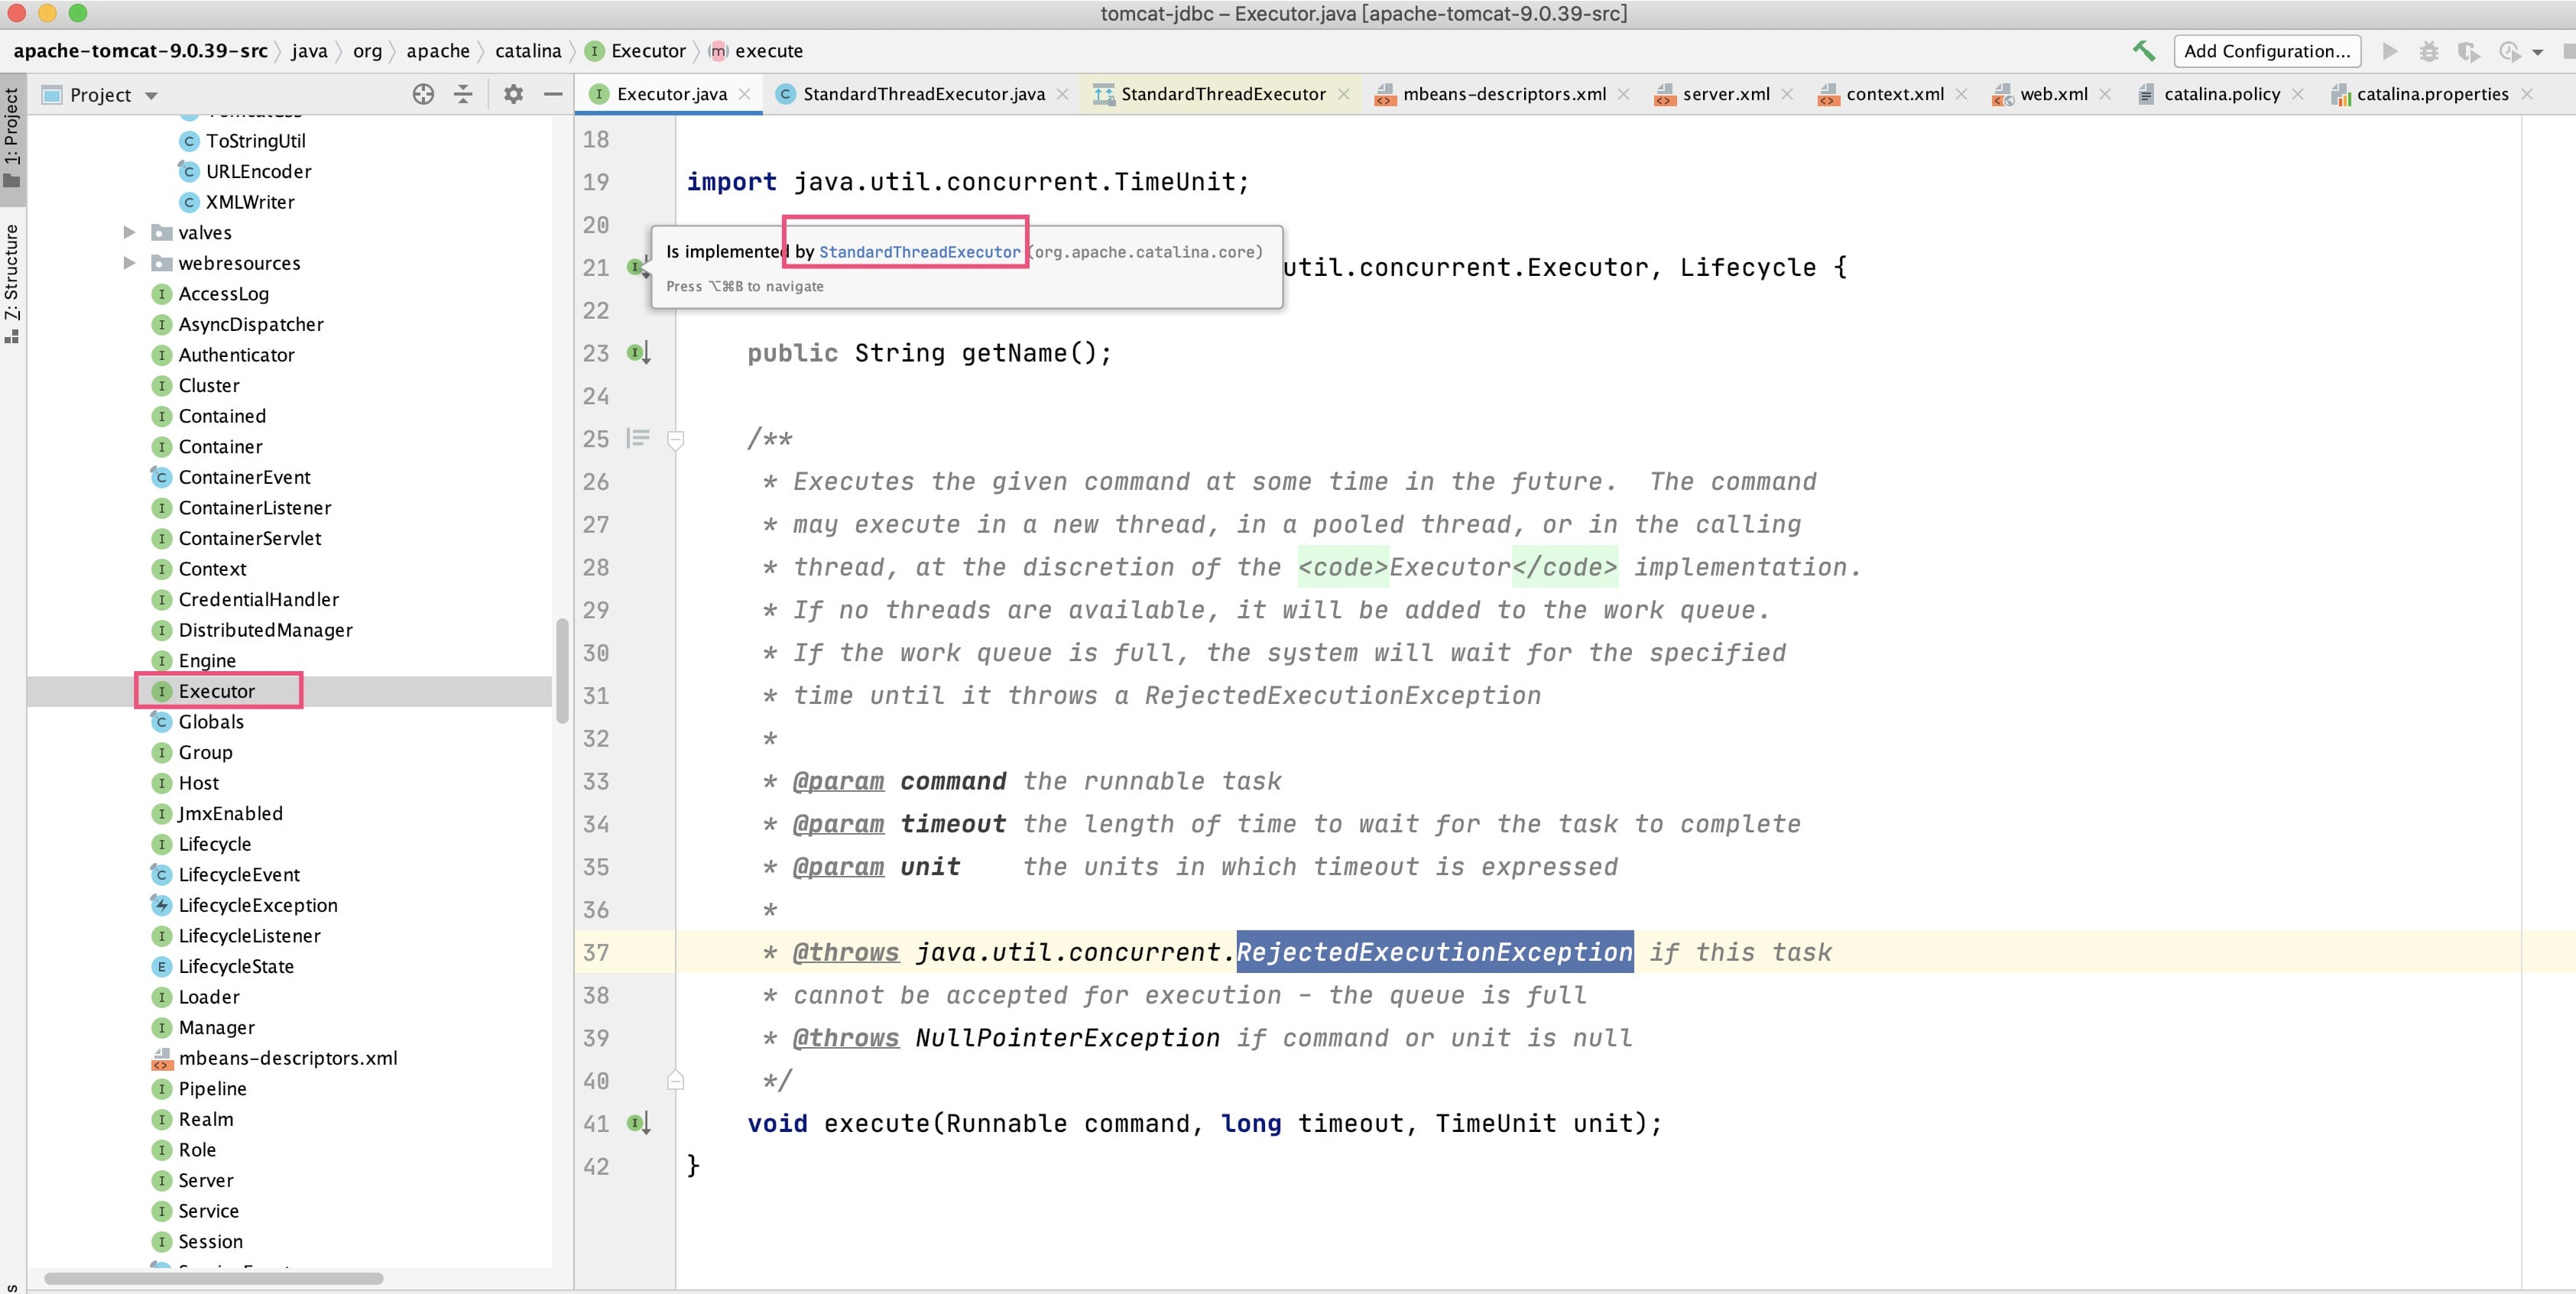 tomcat-jdbc – Executor.java [apache-tomcat-9.0.39-src]
apache-tomcat-9.0.39-src java org apache catalina Executor execute
Add Configuration...
1: Project
7: Structure
Project
Executor.java StandardThreadExecutor.java StandardThreadExecutor mbeans-descriptors.xml server.xml context.xml web.xml catalina.policy catalina.properties
ToStringUtil
URLEncoder
XMLWriter
valves
webresources
AccessLog
AsyncDispatcher
Authenticator
Cluster
Contained
Container
ContainerEvent
ContainerListener
ContainerServlet
Context
CredentialHandler
DistributedManager
Engine
Executor
Globals
Group
Host
JmxEnabled
Lifecycle
LifecycleEvent
LifecycleException
LifecycleListener
LifecycleState
Loader
Manager
mbeans-descriptors.xml
Pipeline
Realm
Role
Server
Service
Session
18
19 import java.util.concurrent.TimeUnit;
20
Is implemented by StandardThreadExecutor (org.apache.catalina.core)
Press ⌥⌘B to navigate
21 util.concurrent.Executor, Lifecycle {
22
23 public String getName();
24
25 /**
26 * Executes the given command at some time in the future.  The command
27 * may execute in a new thread, in a pooled thread, or in the calling
28 * thread, at the discretion of the <code>Executor</code> implementation.
29 * If no threads are available, it will be added to the work queue.
30 * If the work queue is full, the system will wait for the specified
31 * time until it throws a RejectedExecutionException
32 *
33 * @param command the runnable task
34 * @param timeout the length of time to wait for the task to complete
35 * @param unit    the units in which timeout is expressed
36 *
37 * @throws java.util.concurrent.RejectedExecutionException if this task
38 * cannot be accepted for execution - the queue is full
39 * @throws NullPointerException if command or unit is null
40 */
41 void execute(Runnable command, long timeout, TimeUnit unit);
42 }